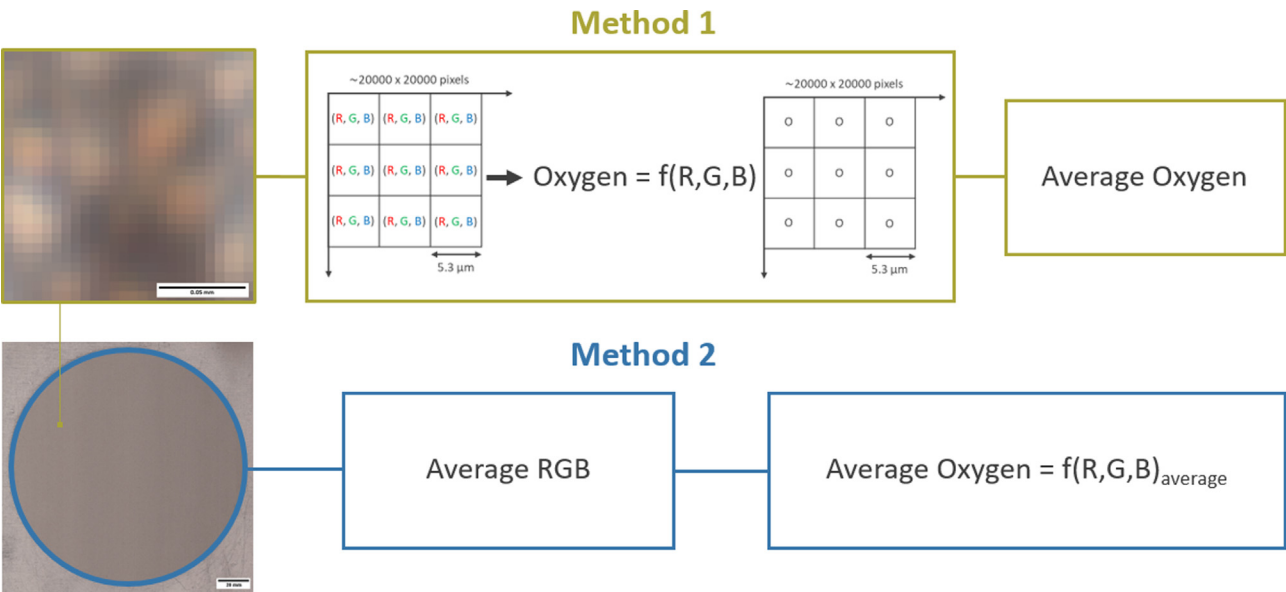 Method 1
~20000 x 20000 pixels
(R, G, B) (R, G, B) (R, G, B)
(R, G, B) (R, G, B) (R, G, B)
(R, G, B) (R, G, B) (R, G, B)
5.3 μm
Oxygen = f(R,G,B)
~20000 x 20000 pixels
O O O
O O O
O O O
5.3 μm
Average Oxygen
0.05 mm
Method 2
Average RGB
Average Oxygen = f(R,G,B)average